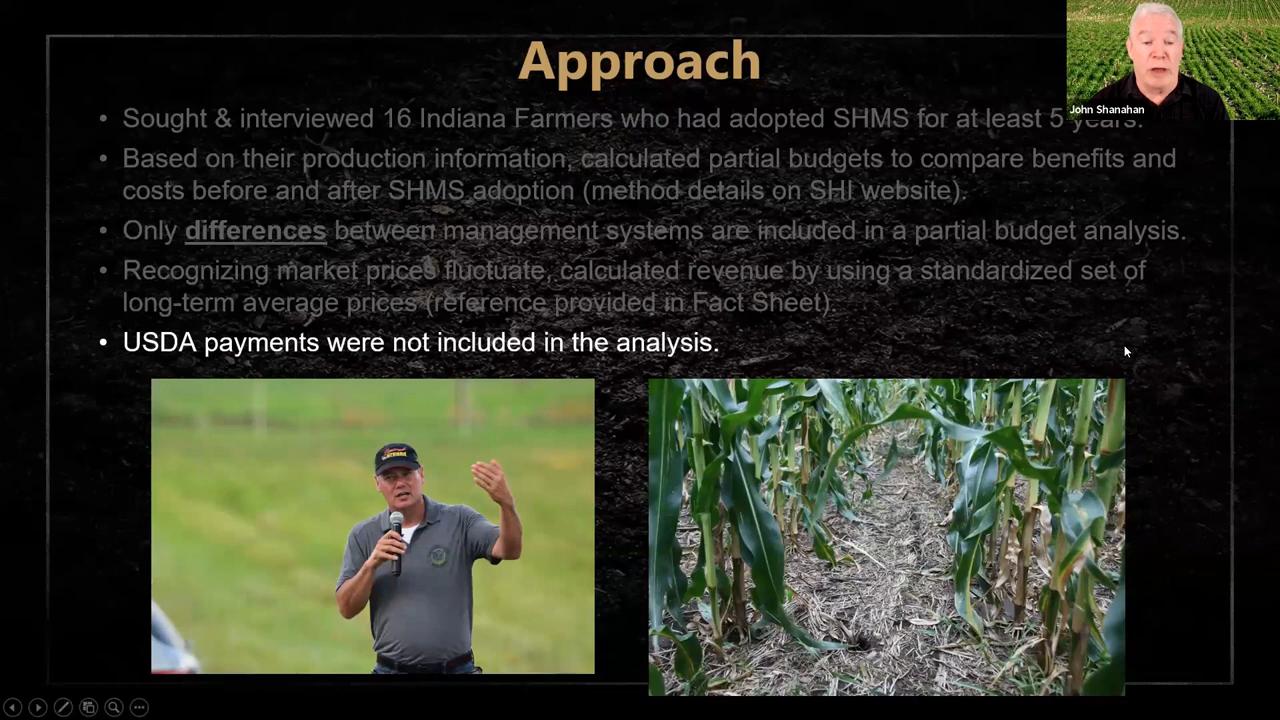 Approach
John Shanahan
• Sought & interviewed 16 Indiana Farmers who had adopted SHMS for at least 5 years.
• Based on their production information, calculated partial budgets to compare benefits and
costs before and after SHMS adoption (method details on SHI website).
• Only differences between management systems are included in a partial budget analysis.
• Recognizing market prices fluctuate, calculated revenue by using a standardized set of
long-term average prices (reference provided in Fact Sheet).
• USDA payments were not included in the analysis.